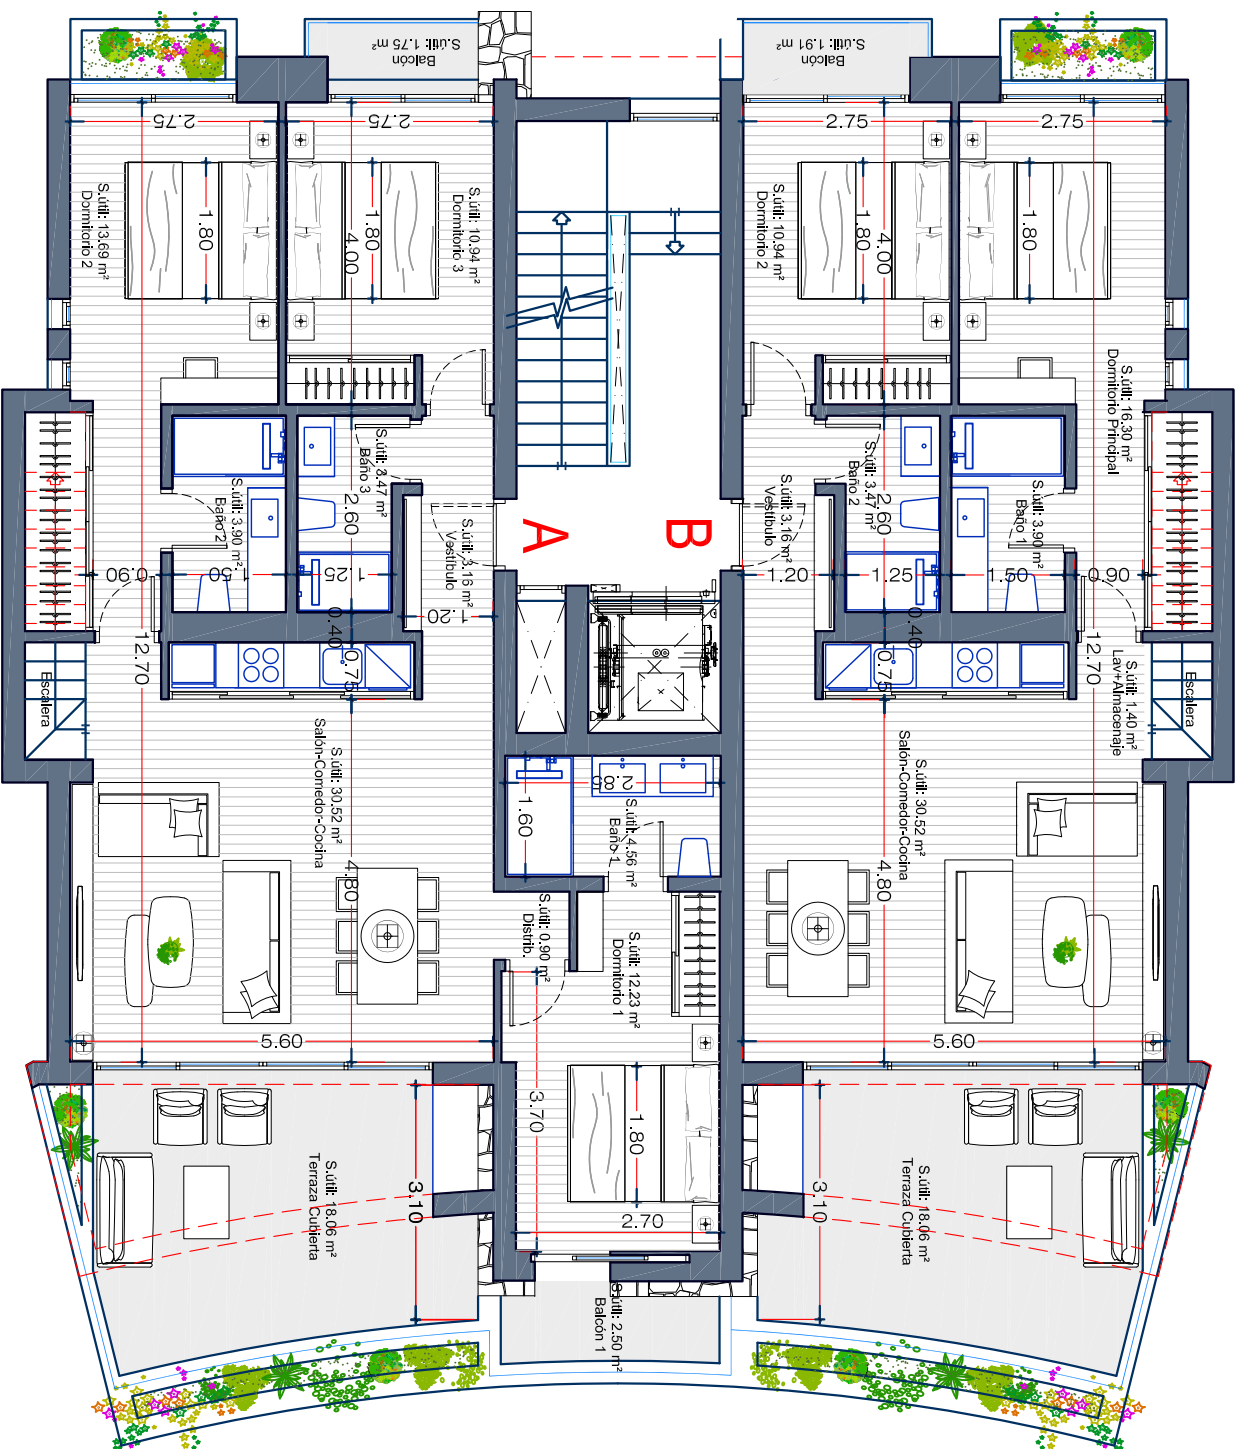 S.útil: 1.75 m²
Balcón
S.útil: 1.91 m²
Balcón
2.75
2.75
2.75
2.75
S.útil: 13.69 m²
Dormitorio 2
1.80
1.80
4.00
S.útil: 10.94 m²
Dormitorio 3
S.útil: 10.94 m²
Dormitorio 2
1.80
4.00
1.80
S.útil: 16.30 m²
Dormitorio Principal
S.útil: 3.90 m²
Baño 2
S.útil: 3.47 m²
Baño 3
2.60
S.útil: 3.16 m²
Vestíbulo
A
B
S.útil: 3.16 m²
Vestíbulo
S.útil: 3.47 m²
Baño 2
2.60
S.útil: 3.90 m²
Baño 1
0.90
1.50
1.25
1.20
1.20
1.25
1.50
0.90
12.70
0.40
0.75
0.40
0.75
12.70
S.útil: 1.40 m²
Lav+Almacenaje
Escalera
Escalera
S.útil: 30.52 m²
Salón-Comedor-Cocina
S.útil: 30.52 m²
Salón-Comedor-Cocina
2.85
1.60
S.útil: 4.56 m²
Baño 1
4.80
4.80
S.útil: 0.90 m²
Distrib.
S.útil: 12.23 m²
Dormitorio 1
5.60
5.60
3.70
1.80
2.70
S.útil: 18.06 m²
Terraza Cubierta
3.10
3.10
S.útil: 18.06 m²
Terraza Cubierta
S.útil: 2.50 m²
Balcón 1